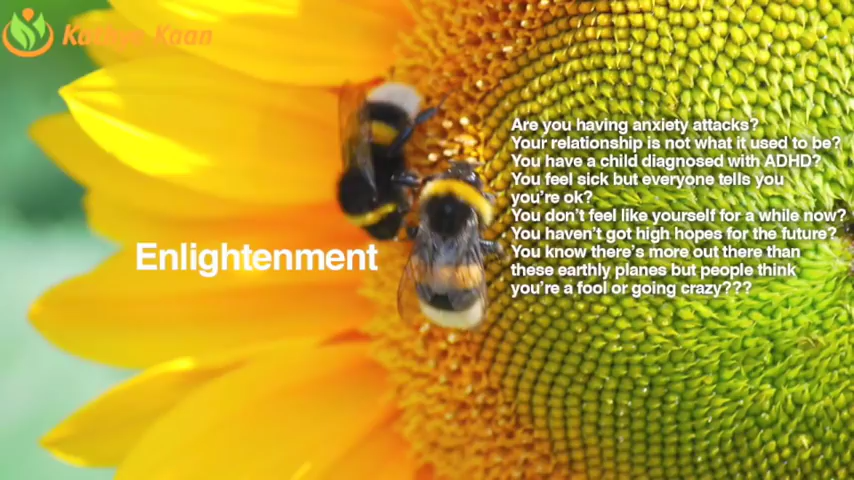 Kathye Kaan
Are you having anxiety attacks?
Your relationship is not what it used to be?
You have a child diagnosed with ADHD?
You feel sick but everyone tells you
you're ok?
You don't feel like yourself for a while now?
You haven't got high hopes for the future?
You know there's more out there than
these earthly planes but people think
you're a fool or going crazy???
Enlightenment